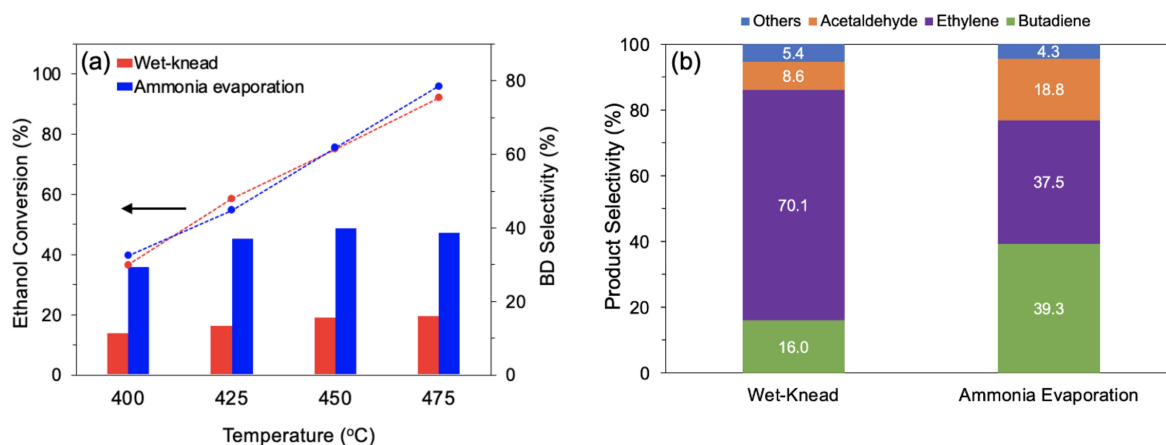 (a)
Wet-knead
Ammonia evaporation
Ethanol Conversion (%)
100
80
60
40
20
0
BD Selectivity (%)
80
60
40
20
0
400 425 450 475
Temperature (°C)
Others Acetaldehyde Ethylene Butadiene
(b)
Product Selectivity (%)
100
80
60
40
20
0
5.4
8.6
70.1
16.0
4.3
18.8
37.5
39.3
Wet-Knead Ammonia Evaporation